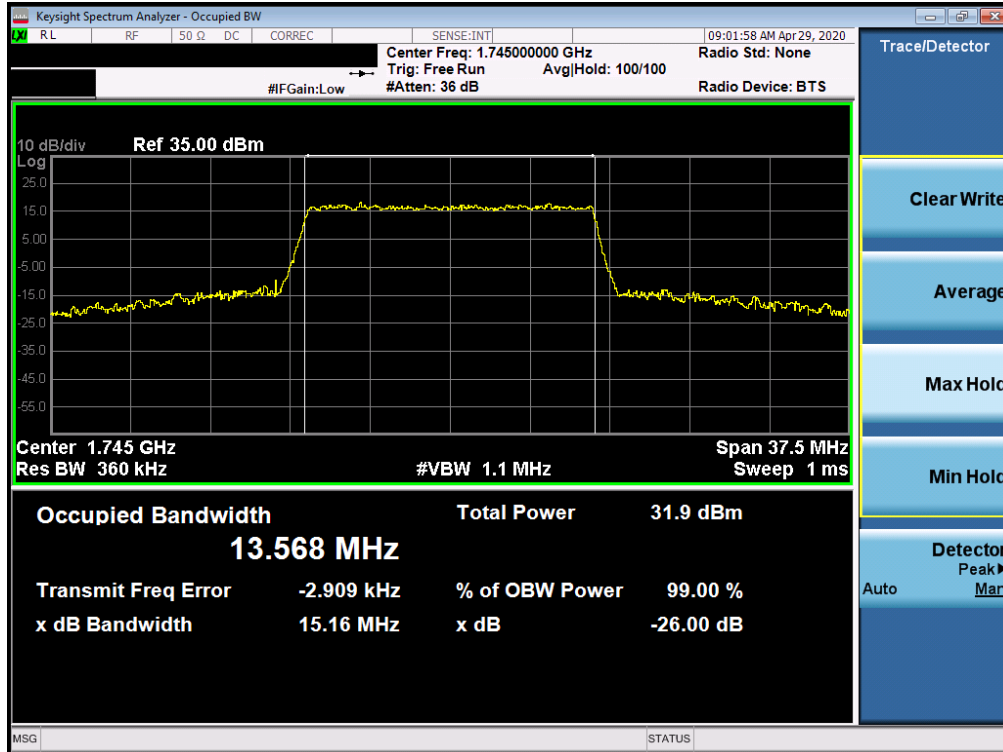 Keysight Spectrum Analyzer - Occupied BW
LXI RL RF 50 Ω DC CORREC SENSE:INT 09:01:58 AM Apr 29, 2020
Center Freq: 1.745000000 GHz Radio Std: None
Trig: Free Run Avg|Hold: 100/100
#IFGain:Low #Atten: 36 dB Radio Device: BTS
Trace/Detector
10 dB/div Ref 35.00 dBm
Log
25.0
15.0
5.00
-5.00
-15.0
-25.0
-35.0
-45.0
-55.0
Center 1.745 GHz Span 37.5 MHz
Res BW 360 kHz #VBW 1.1 MHz Sweep 1 ms
Occupied Bandwidth Total Power 31.9 dBm
13.568 MHz
Transmit Freq Error -2.909 kHz % of OBW Power 99.00 %
x dB Bandwidth 15.16 MHz x dB -26.00 dB
Clear Write
Average
Max Hold
Min Hold
Detector
Peak
Auto Man
MSG STATUS